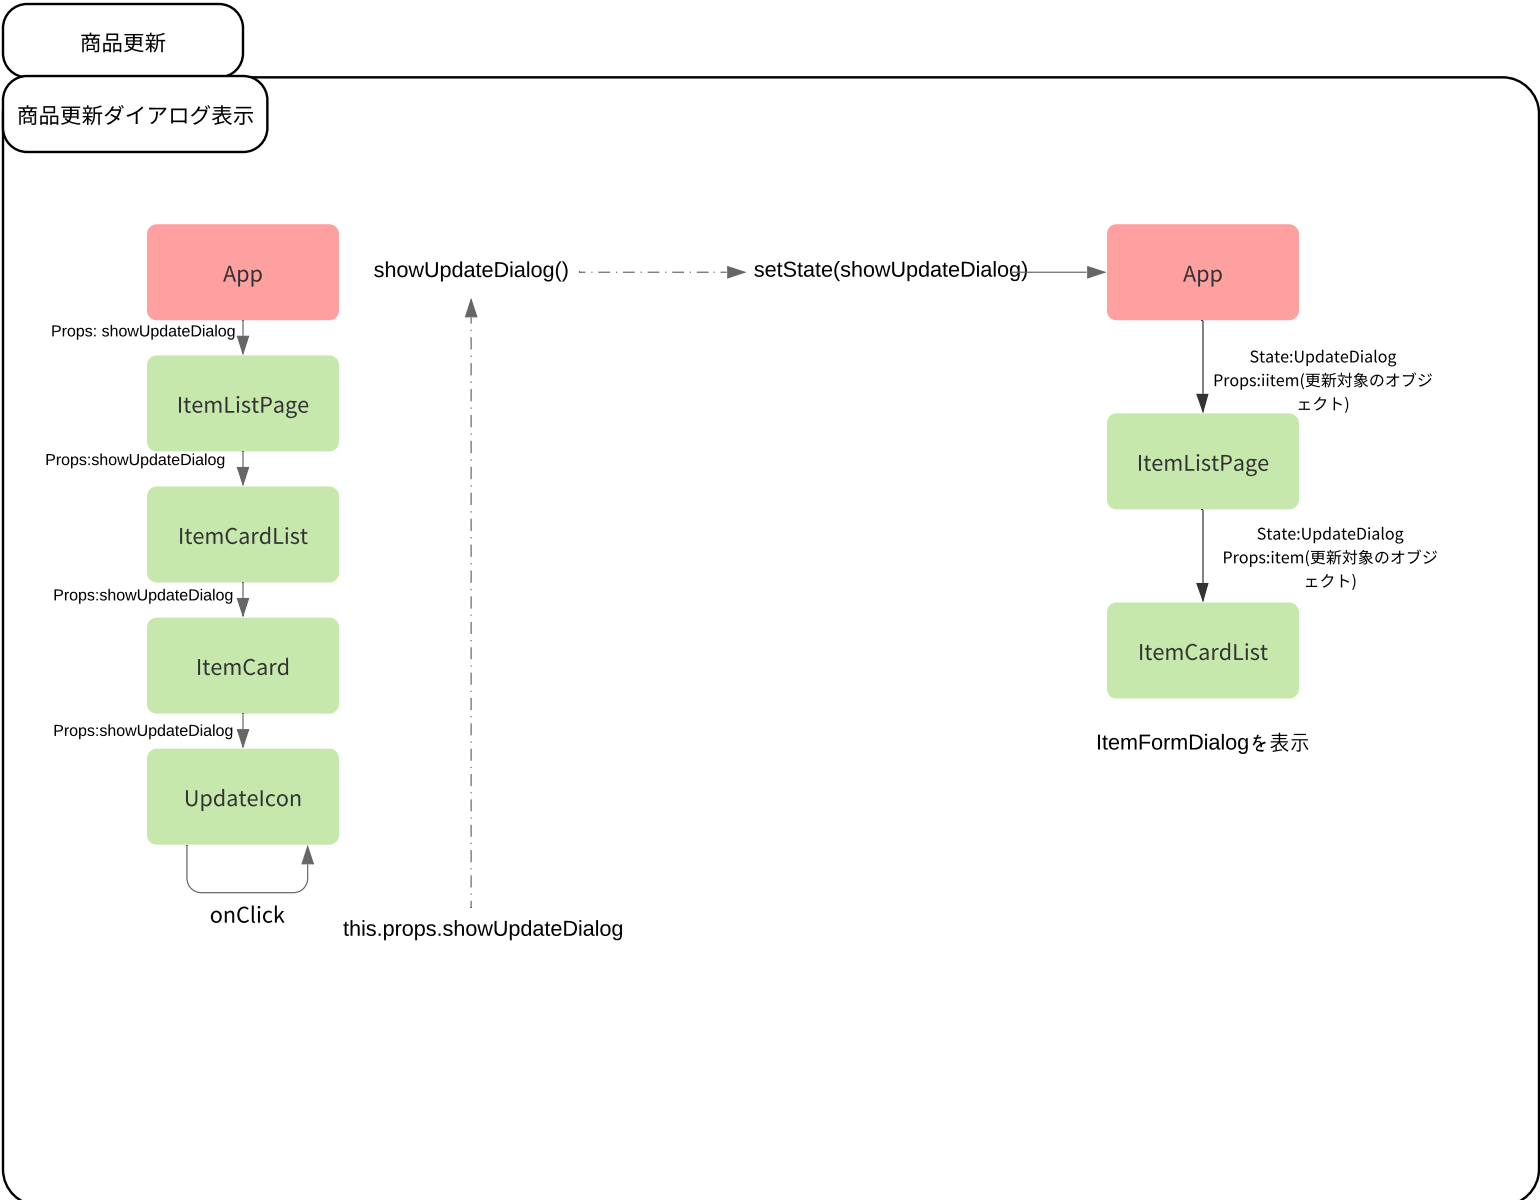 商品更新
商品更新ダイアログ表示
App
showUpdateDialog()
setState(showUpdateDialog)
App
Props: showUpdateDialog
ItemListPage
Props:showUpdateDialog
ItemCardList
Props:showUpdateDialog
ItemCard
Props:showUpdateDialog
UpdateIcon
onClick
this.props.showUpdateDialog
State:UpdateDialog
Props:iitem(更新対象のオブジ
ェクト)
ItemListPage
State:UpdateDialog
Props:item(更新対象のオブジ
ェクト)
ItemCardList
ItemFormDialogを表示